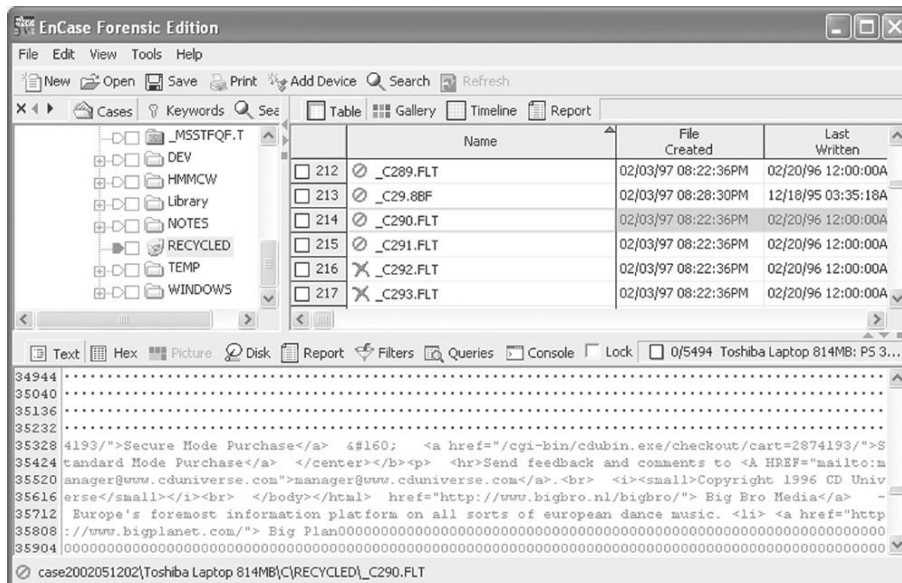 EnCase Forensic Edition
File Edit View Tools Help
New Open Save Print Add Device Search Refresh
Cases Keywords Sea
Table Gallery Timeline Report
_MSSTFQF.T
DEV
HMMCW
Library
NOTES
RECYCLED
TEMP
WINDOWS
Name File Created Last Written
212 _C289.FLT 02/03/97 08:22:36PM 02/20/96 12:00:00A
213 _C29.8BF 02/03/97 08:28:30PM 12/18/95 03:35:18A
214 _C290.FLT 02/03/97 08:22:36PM 02/20/96 12:00:00A
215 _C291.FLT 02/03/97 08:22:36PM 02/20/96 12:00:00A
216 _C292.FLT 02/03/97 08:22:36PM 02/20/96 12:00:00A
217 _C293.FLT 02/03/97 08:22:36PM 02/20/96 12:00:00A
Text Hex Picture Disk Report Filters Queries Console Lock 0/5494 Toshiba Laptop 814MB: PS 3...
34944 ................................................................................................
35040 ................................................................................................
35136 ................................................................................................
35232 ................................................................................................
35328 4193/">Secure Mode Purchase</a> &#160; <a href="/cgi-bin/cdubin.exe/checkout/cart=2874193/">S
35424 tandard Mode Purchase</a> </center></b><p> <hr>Send feedback and comments to <A HREF="mailto:m
35520 anager@www.cduniverse.com">manager@www.cduniverse.com</a>.<br> <i><small>Copyright 1996 CD Univ
35616 erse</small></i><br> </body></html> href="http://www.bigbro.nl/bigbro/"> Big Bro Media</a> -
35712 Europe's foremost information platform on all sorts of european dance music. <li> <a href="http
35808 ://www.bigplanet.com/"> Big Plan00000000000000000000000000000000000000000000000000000000000000000
35904 000000000000000000000000000000000000000000000000000000000000000000000000000000000000000000000000
case2002051202\Toshiba Laptop 814MB\C\RECYCLED\_C290.FLT